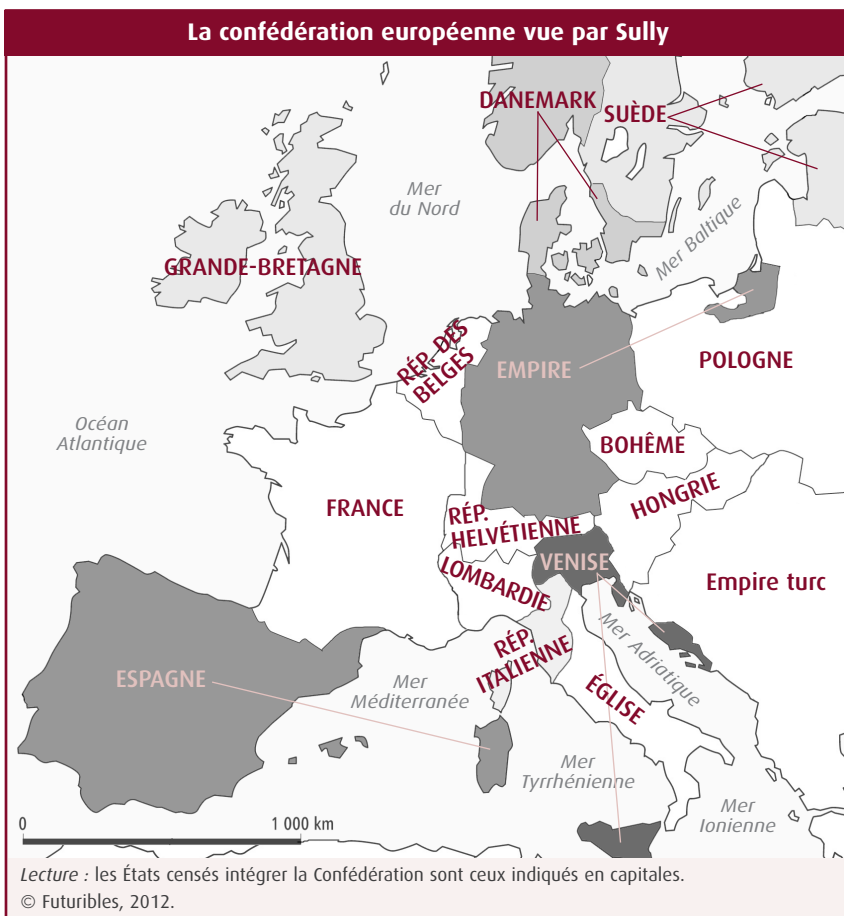 La confédération européenne vue par Sully
DANEMARK
SUÈDE
Mer
du Nord
Mer Baltique
GRANDE-BRETAGNE
RÉP. DES
BELGES
EMPIRE
POLOGNE
Océan
Atlantique
BOHÊME
FRANCE
HONGRIE
RÉP.
HELVÉTIENNE
VENISE
LOMBARDIE
Empire turc
RÉP.
ITALIENNE
Mer Adriatique
ESPAGNE
Mer
Méditerranée
ÉGLISE
Mer
Tyrrhénienne
Mer
Ionienne
0 1 000 km
Lecture : les États censés intégrer la Confédération sont ceux indiqués en capitales.
© Futuribles, 2012.